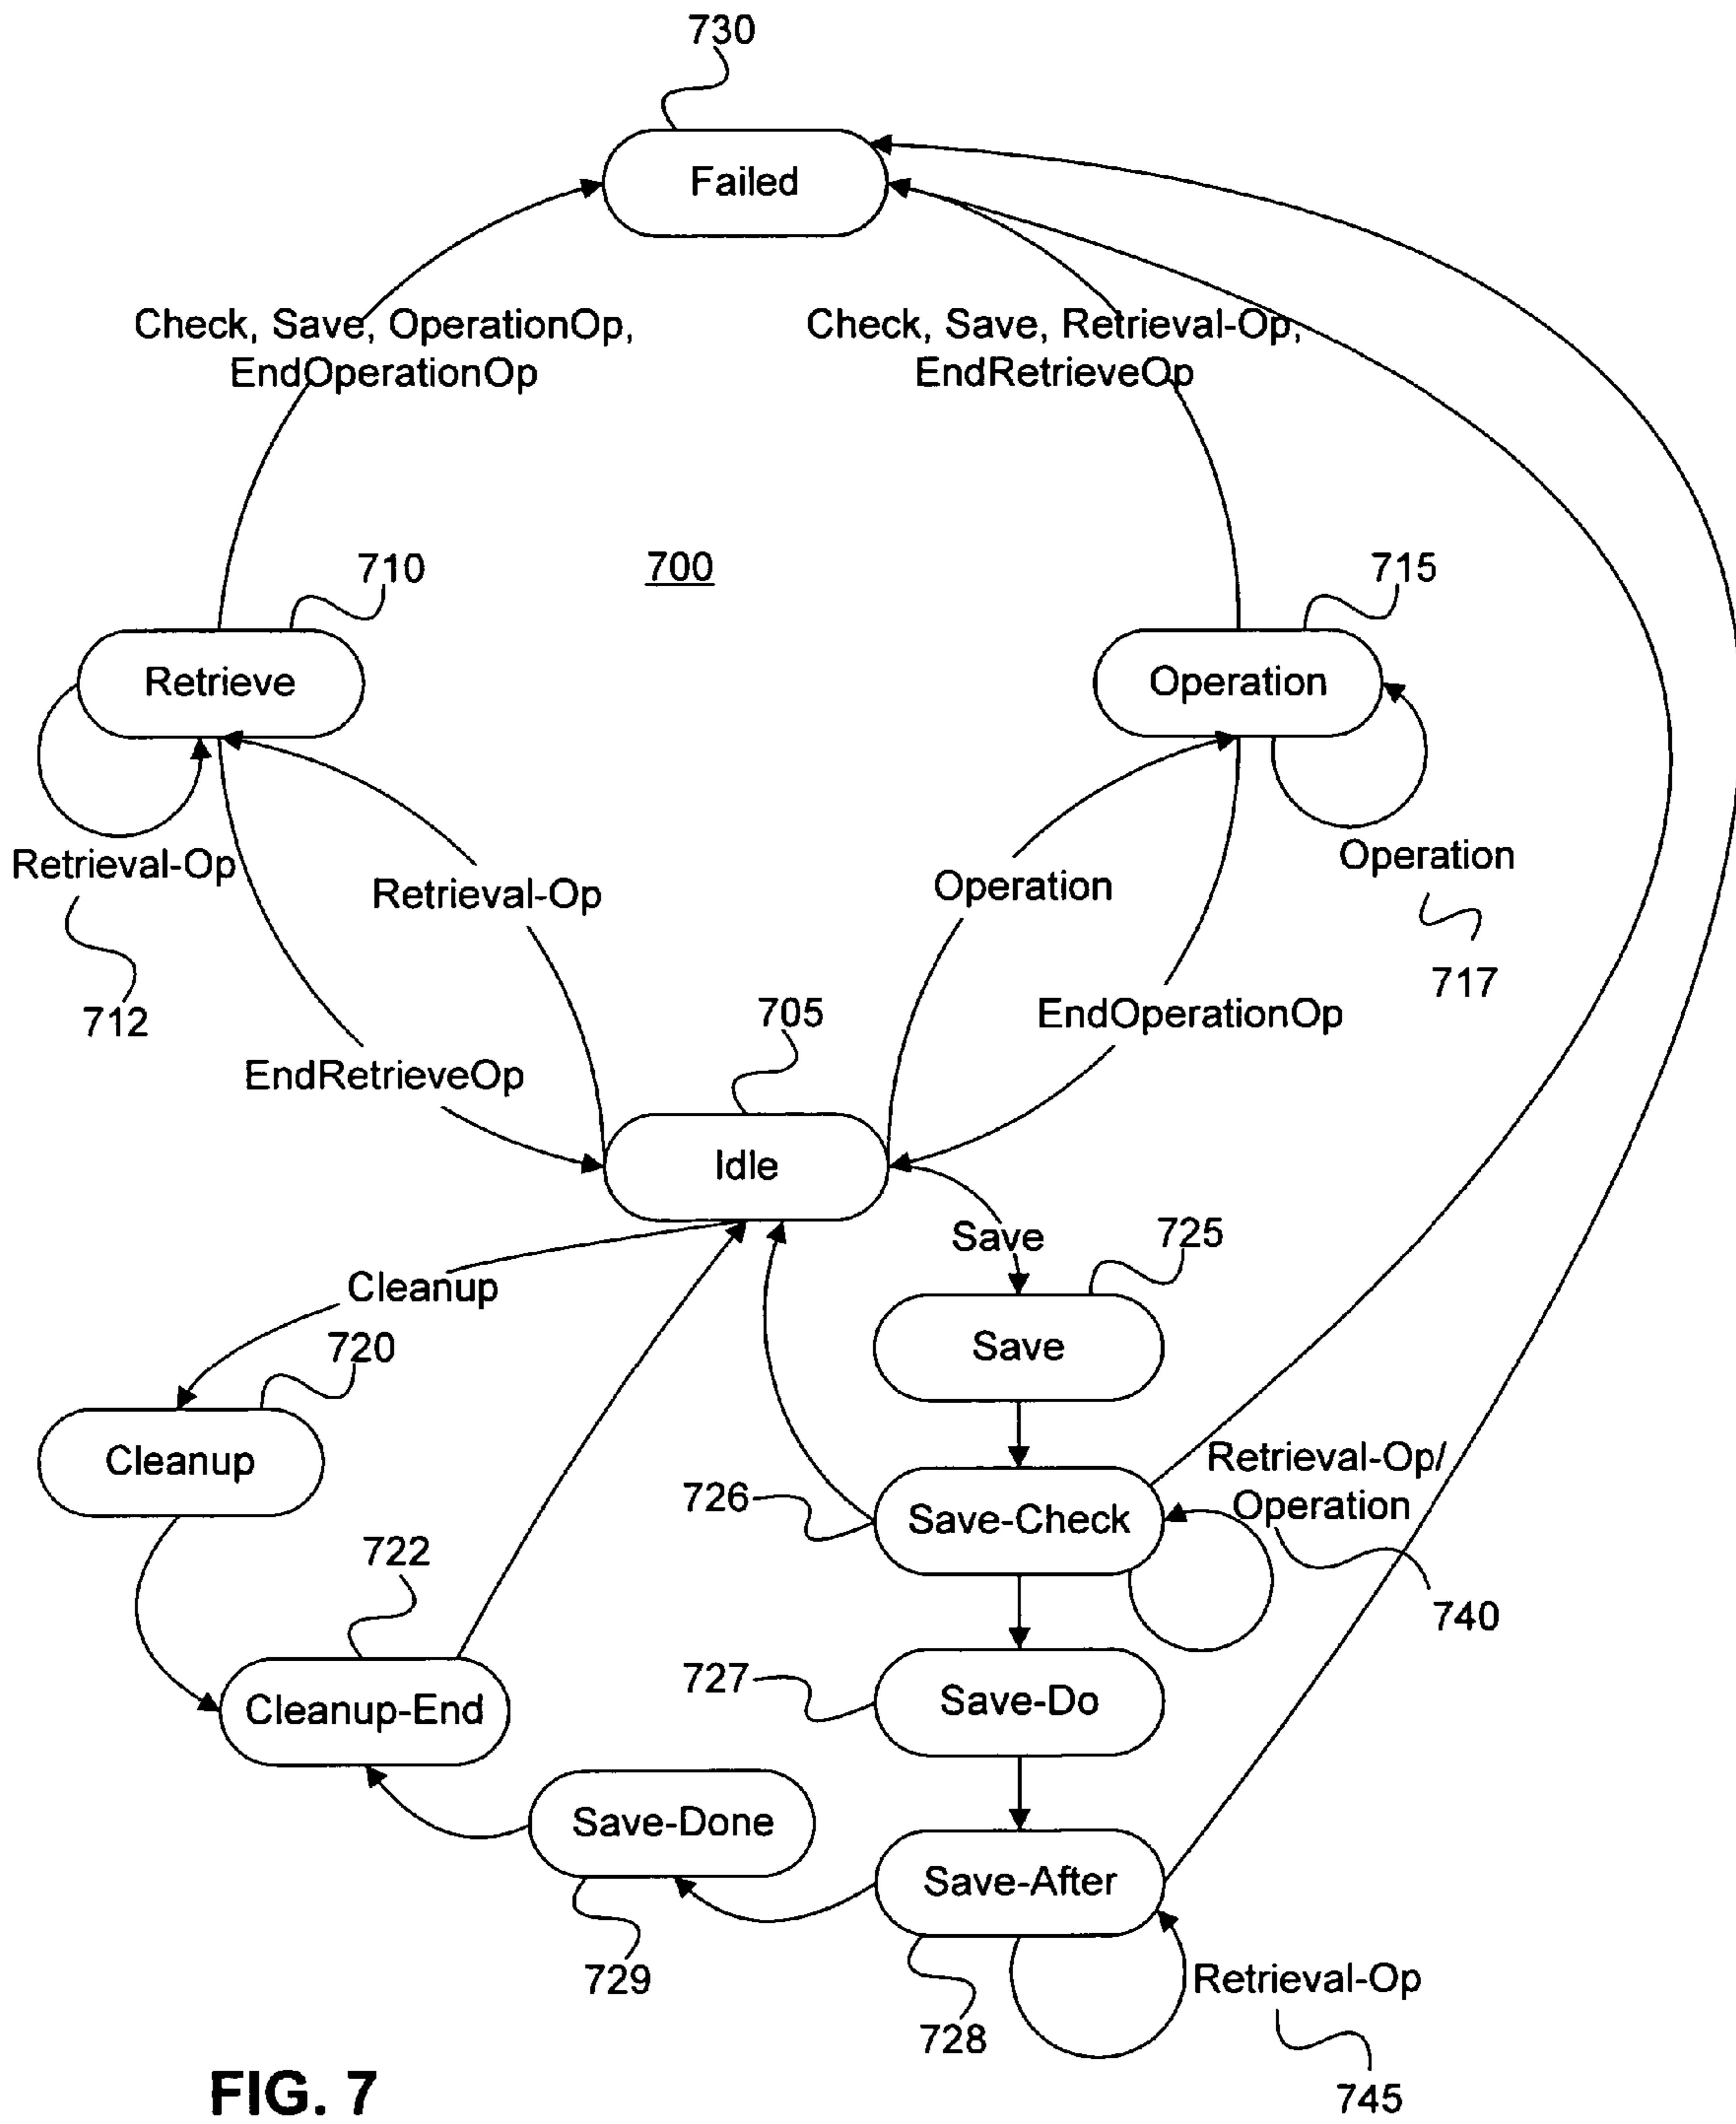 730
Failed
Check, Save, OperationOp,
EndOperationOp
Check, Save, Retrieval-Op,
EndRetrieveOp
710
700
715
Retrieve
Operation
Retrieval-Op
Retrieval-Op
Operation
Operation
712
717
705
EndOperationOp
EndRetrieveOp
Idle
Save
725
Cleanup
720
Save
Cleanup
Retrieval-Op/
Operation
726
Save-Check
722
740
727
Save-Do
Cleanup-End
Save-Done
Save-After
729
Retrieval-Op
728
745
FIG. 7